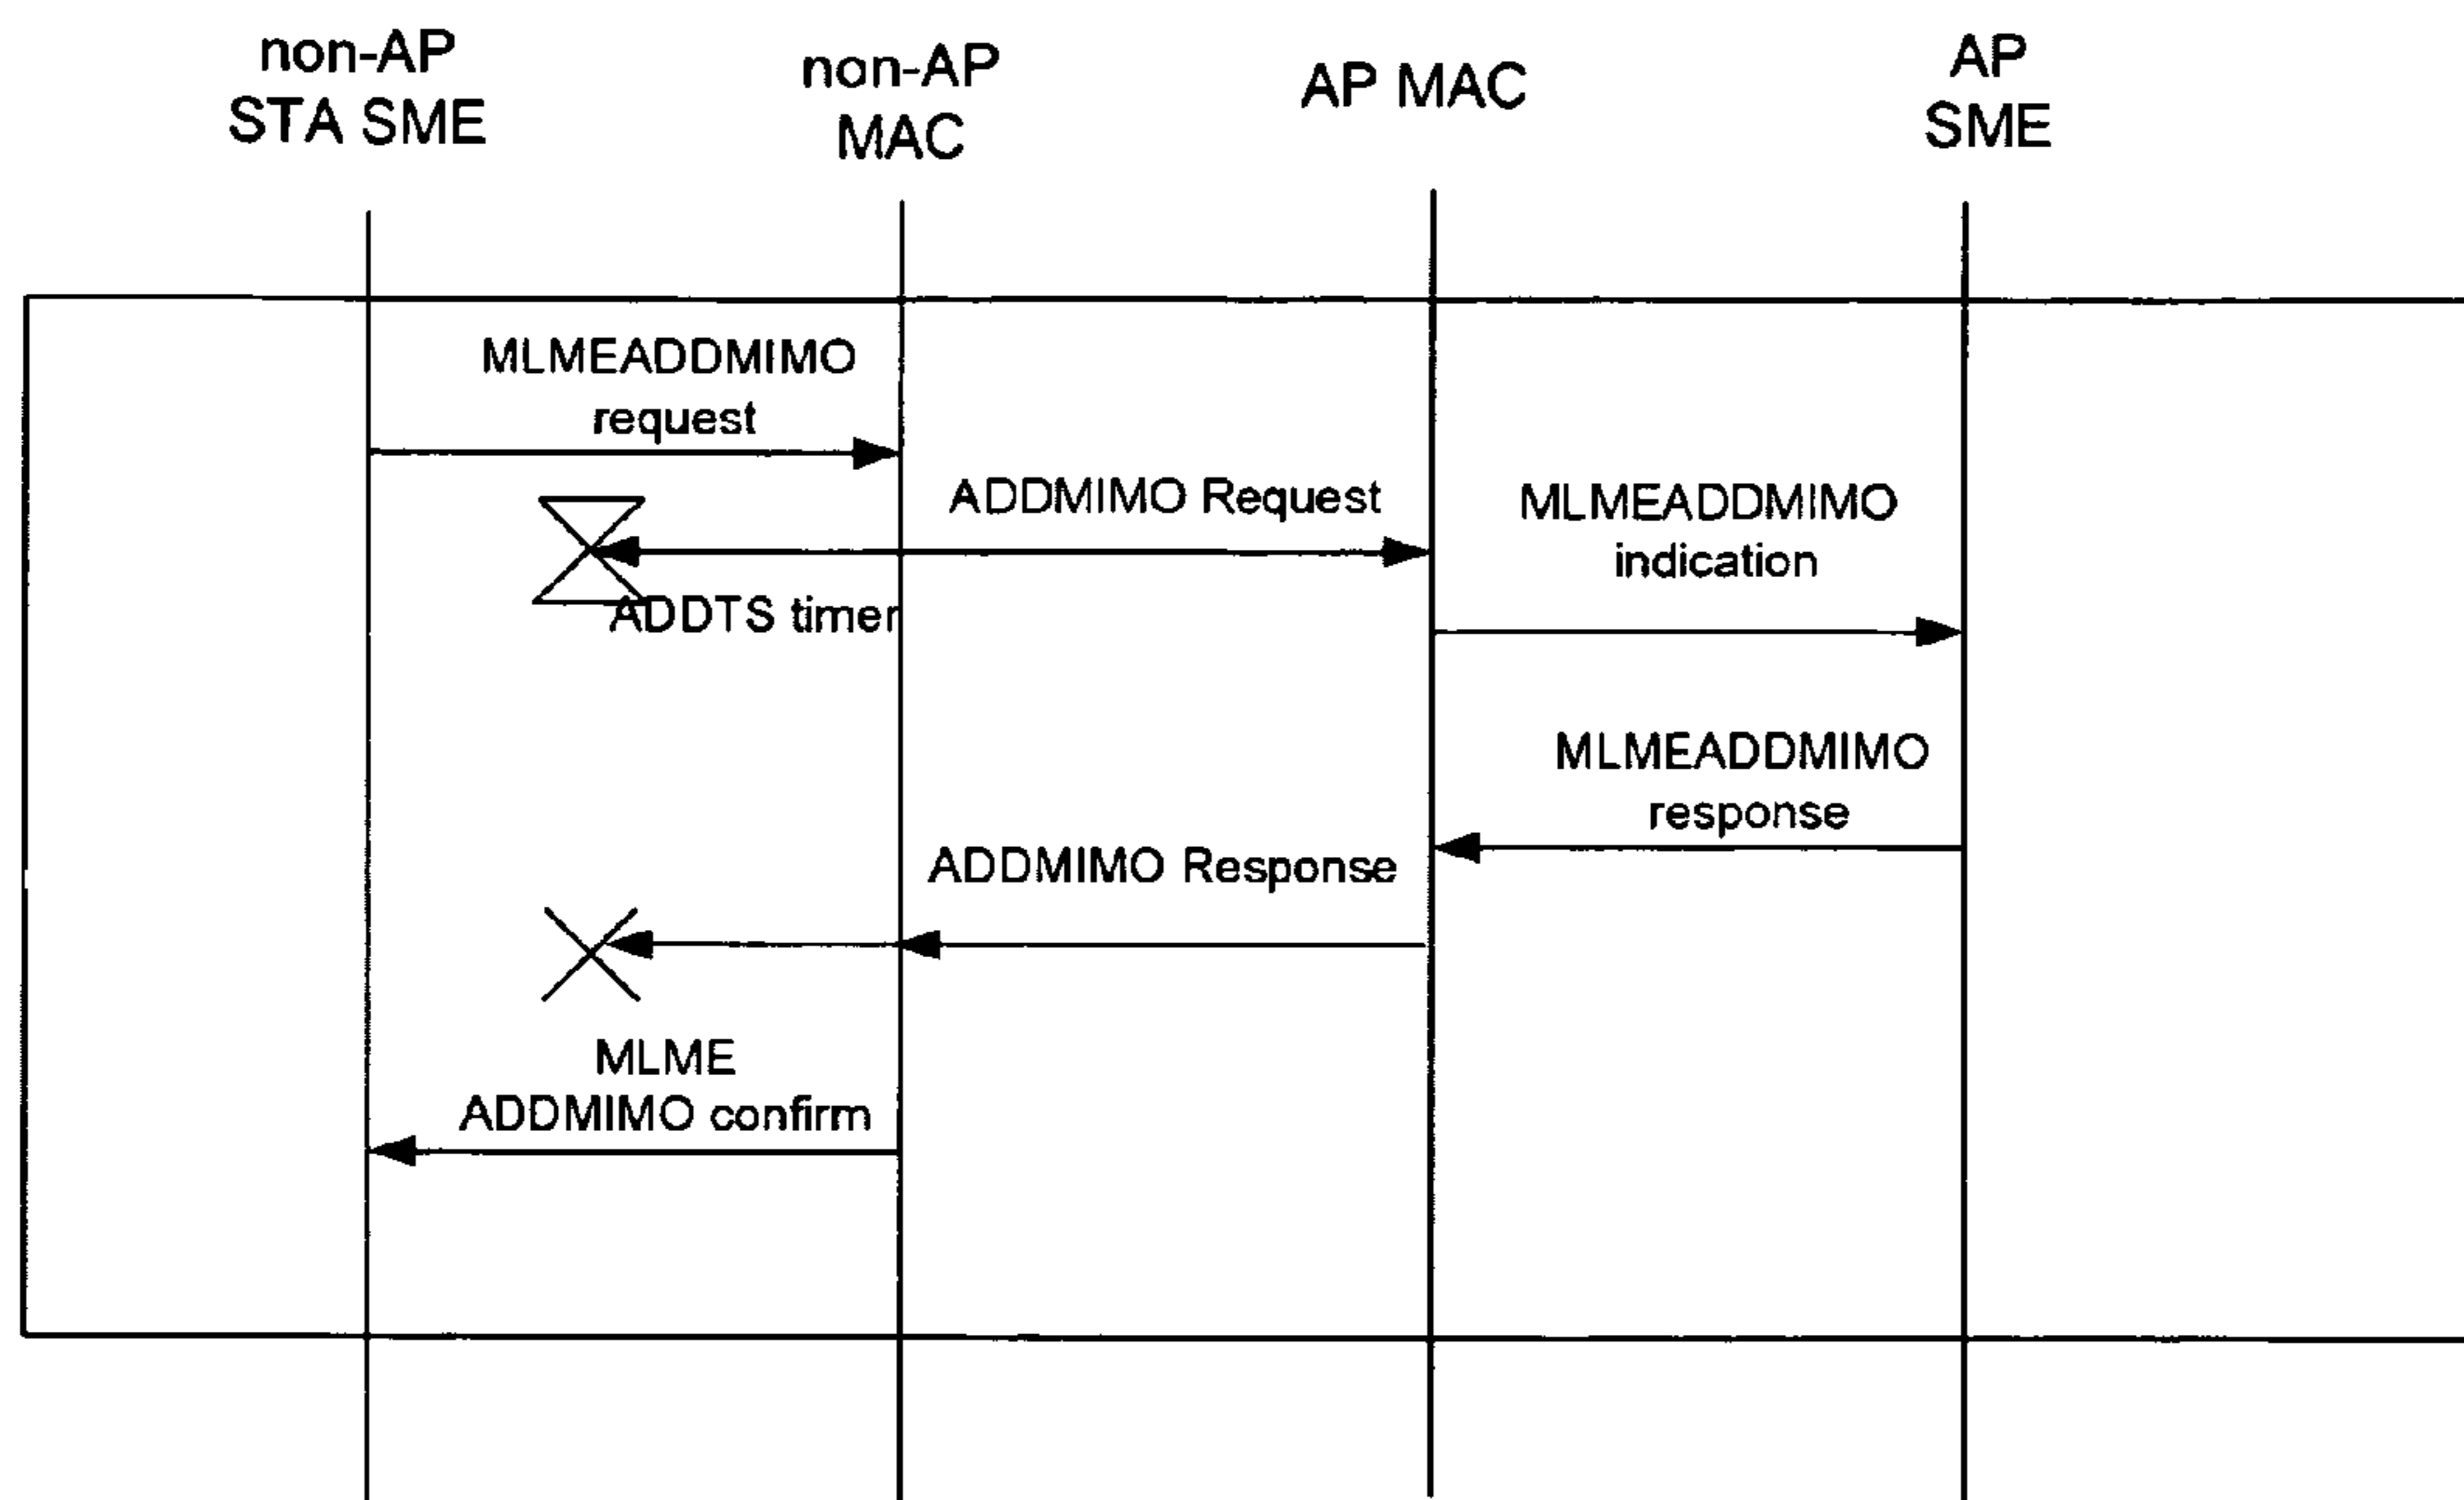 non-AP
STA SME
non-AP
MAC
AP MAC
AP
SME
MLMEADDMIMO
request
ADDMIMO Request
MLMEADDMIMO
indication
ADDTS timer
MLMEADDMIMO
response
ADDMIMO Response
MLME
ADDMIMO confirm